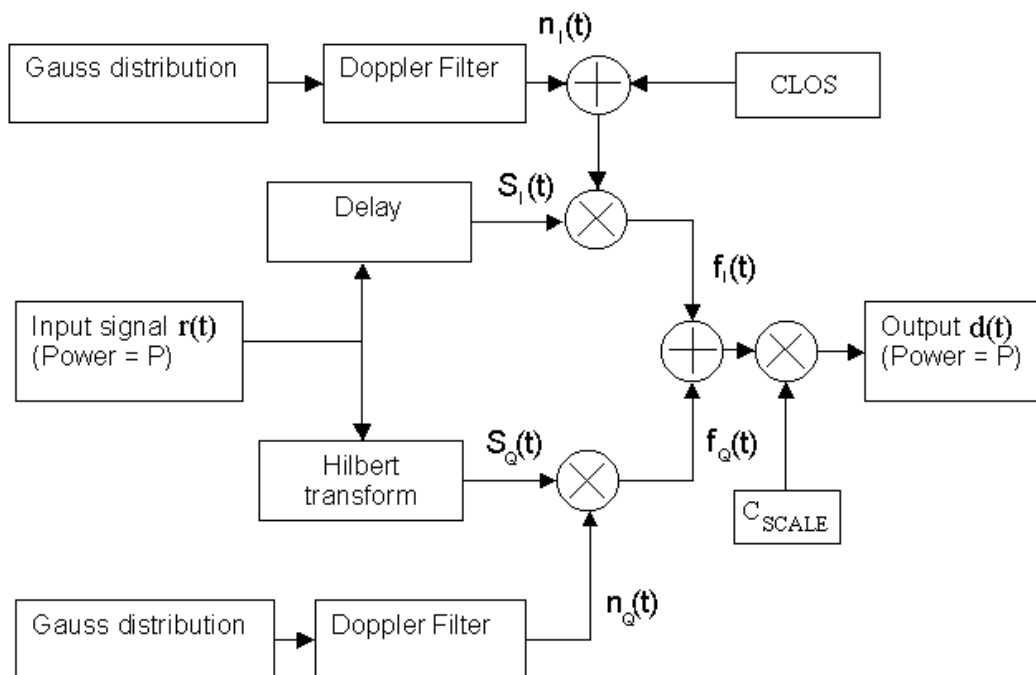 n_I(t)
Gauss distribution
Doppler Filter
CLOS
S_I(t)
Delay
f_I(t)
Input signal r(t)
(Power = P)
Output d(t)
(Power = P)
S_Q(t)
f_Q(t)
Hilbert
transform
C_SCALE
n_Q(t)
Gauss distribution
Doppler Filter